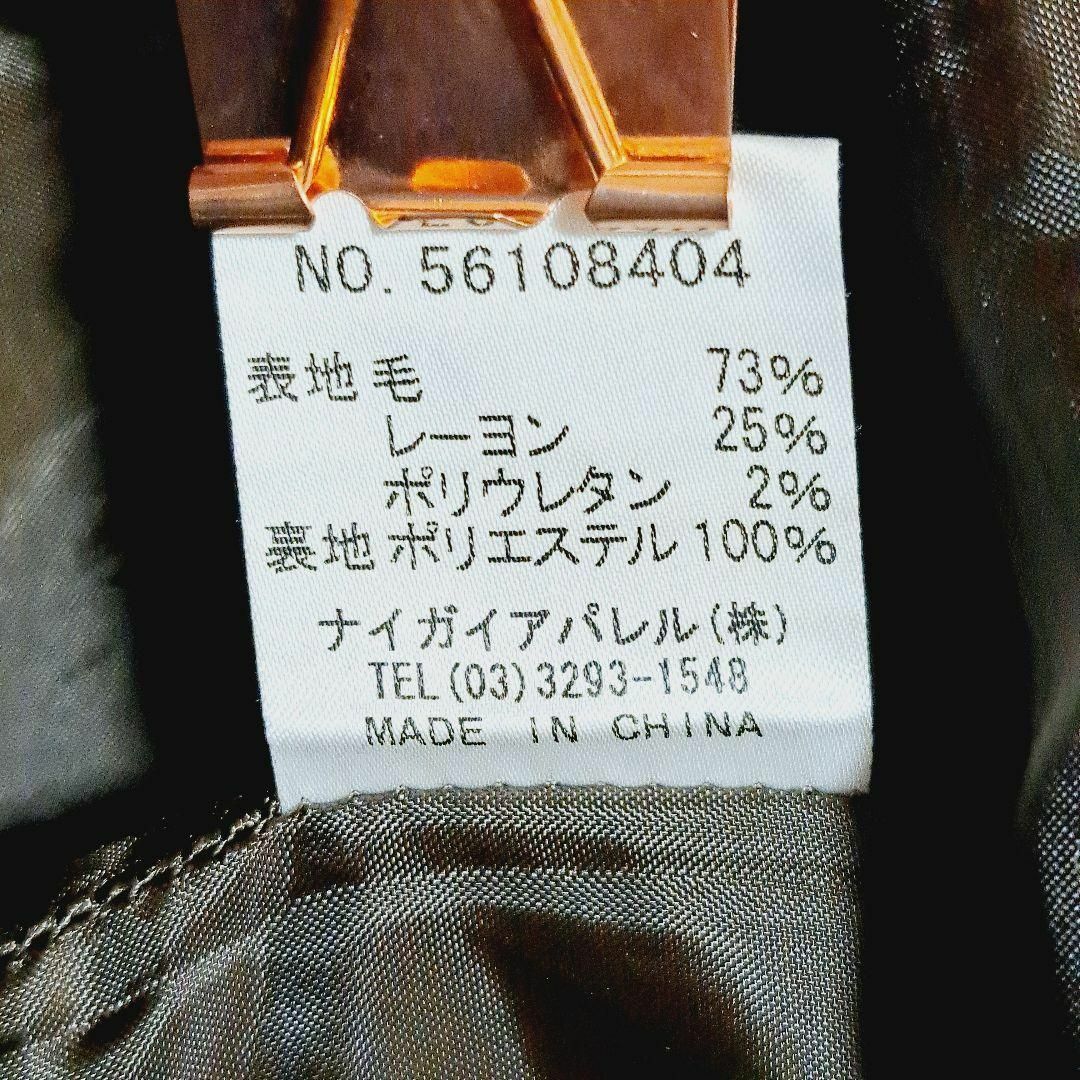 NO. 56108404
表地 毛 73%
レーヨン 25%
ポリウレタン 2%
裏地 ポリエステル 100%
ナイガイアパレル(株)
TEL(03)3293-1548
MADE IN CHINA